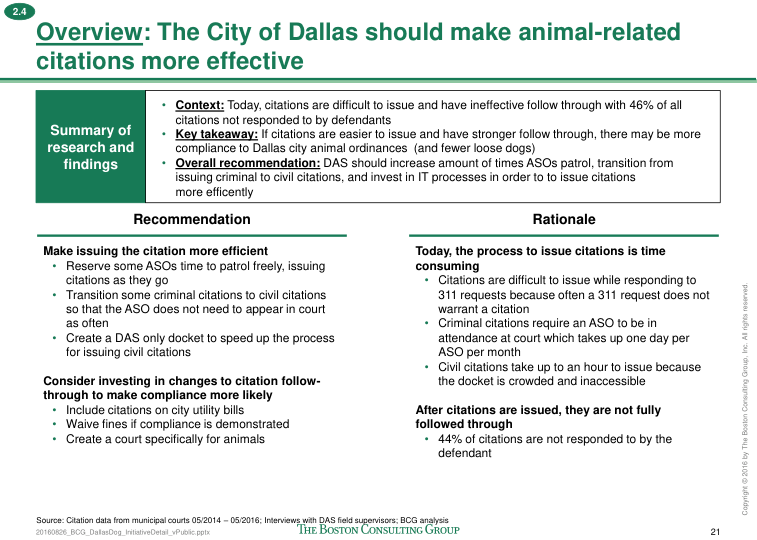 2.4
Overview: The City of Dallas should make animal-related
citations more effective
Summary of
research and
findings
• Context: Today, citations are difficult to issue and have ineffective follow through with 46% of all
citations not responded to by defendants
• Key takeaway: If citations are easier to issue and have stronger follow through, there may be more
compliance to Dallas city animal ordinances (and fewer loose dogs)
• Overall recommendation: DAS should increase amount of times ASOs patrol, transition from
issuing criminal to civil citations, and invest in IT processes in order to to issue citations
more efficently
Recommendation
Make issuing the citation more efficient
• Reserve some ASOs time to patrol freely, issuing
citations as they go
• Transition some criminal citations to civil citations
so that the ASO does not need to appear in court
as often
• Create a DAS only docket to speed up the process
for issuing civil citations
Consider investing in changes to citation follow-
through to make compliance more likely
• Include citations on city utility bills
• Waive fines if compliance is demonstrated
• Create a court specifically for animals
Rationale
Today, the process to issue citations is time
consuming
• Citations are difficult to issue while responding to
311 requests because often a 311 request does not
warrant a citation
• Criminal citations require an ASO to be in
attendance at court which takes up one day per
ASO per month
• Civil citations take up to an hour to issue because
the docket is crowded and inaccessible
After citations are issued, they are not fully
followed through
• 44% of citations are not responded to by the
defendant
Copyright © 2016 by The Boston Consulting Group, Inc. All rights reserved.
Source: Citation data from municipal courts 05/2014 – 05/2016; Interviews with DAS field supervisors; BCG analysis
20160826_BCG_DallasDog_InitiativeDetail_vPublic.pptx
THE BOSTON CONSULTING GROUP
21